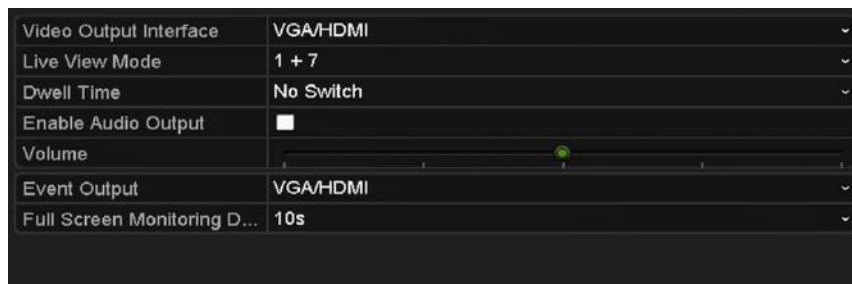 Video Output Interface VGA/HDMI
Live View Mode 1 + 7
Dwell Time No Switch
Enable Audio Output
Volume
Event Output VGA/HDMI
Full Screen Monitoring D... 10s